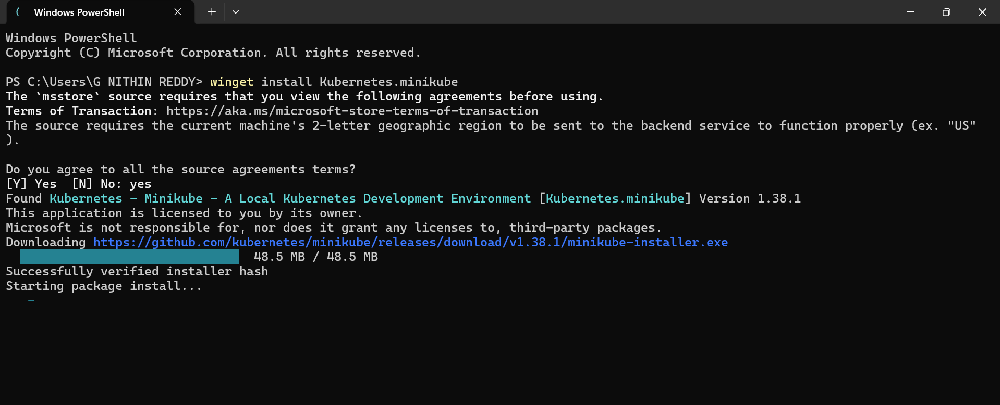 Windows PowerShell
Windows PowerShell
Copyright (C) Microsoft Corporation. All rights reserved.
PS C:\Users\G NITHIN REDDY> winget install Kubernetes.minikube
The `msstore` source requires that you view the following agreements before using.
Terms of Transaction: https://aka.ms/microsoft-store-terms-of-transaction
The source requires the current machine's 2-letter geographic region to be sent to the backend service to function properly (ex. "US"
).
Do you agree to all the source agreements terms?
[Y] Yes  [N] No: yes
Found Kubernetes - Minikube - A Local Kubernetes Development Environment [Kubernetes.minikube] Version 1.38.1
This application is licensed to you by its owner.
Microsoft is not responsible for, nor does it grant any licenses to, third-party packages.
Downloading https://github.com/kubernetes/minikube/releases/download/v1.38.1/minikube-installer.exe
48.5 MB / 48.5 MB
Successfully verified installer hash
Starting package install...
-